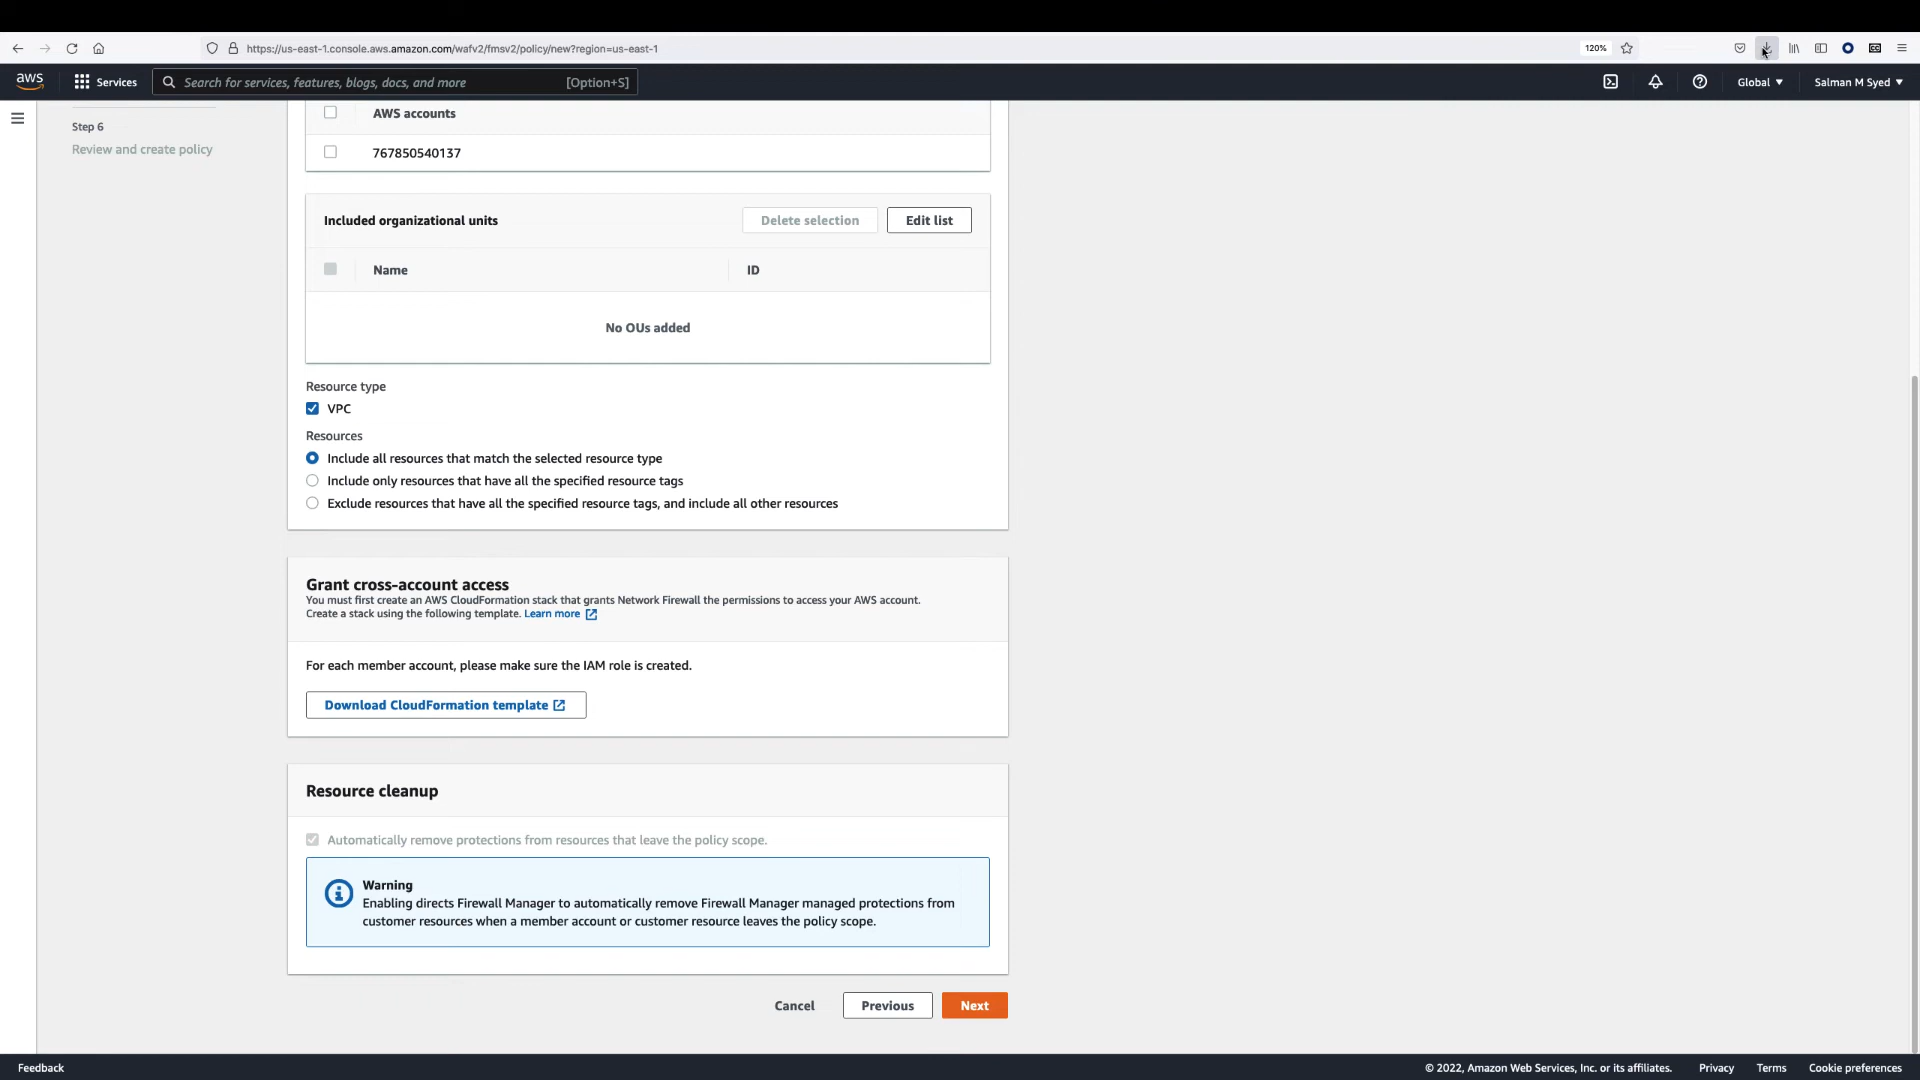 https://us-east-1.console.aws.amazon.com/wafv2/fmsv2/policy/new?region=us-east-1
120%
aws
Services
Search for services, features, blogs, docs, and more
[Option+S]
Global
Salman M Syed
Step 6
Review and create policy
AWS accounts
767850540137
Included organizational units
Delete selection
Edit list
Name
ID
No OUs added
Resource type
VPC
Resources
Include all resources that match the selected resource type
Include only resources that have all the specified resource tags
Exclude resources that have all the specified resource tags, and include all other resources
Grant cross-account access
You must first create an AWS CloudFormation stack that grants Network Firewall the permissions to access your AWS account.
Create a stack using the following template. Learn more
For each member account, please make sure the IAM role is created.
Download CloudFormation template
Resource cleanup
Automatically remove protections from resources that leave the policy scope.
Warning
Enabling directs Firewall Manager to automatically remove Firewall Manager managed protections from
customer resources when a member account or customer resource leaves the policy scope.
Cancel
Previous
Next
Feedback
© 2022, Amazon Web Services, Inc. or its affiliates.
Privacy
Terms
Cookie preferences